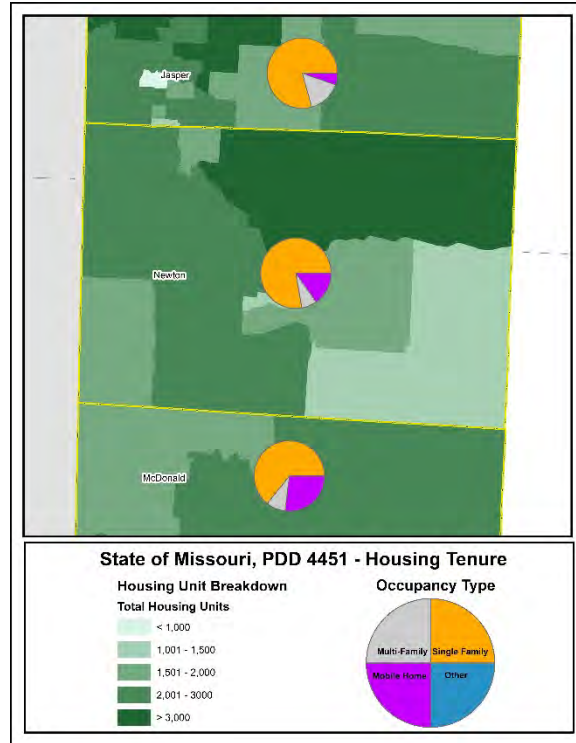 Jasper
Newton
McDonald
State of Missouri, PDD 4451 - Housing Tenure
Housing Unit Breakdown
Total Housing Units
< 1,000
1,001 - 1,500
1,501 - 2,000
2,001 - 3000
> 3,000
Occupancy Type
Multi-Family
Single Family
Mobile Home
Other